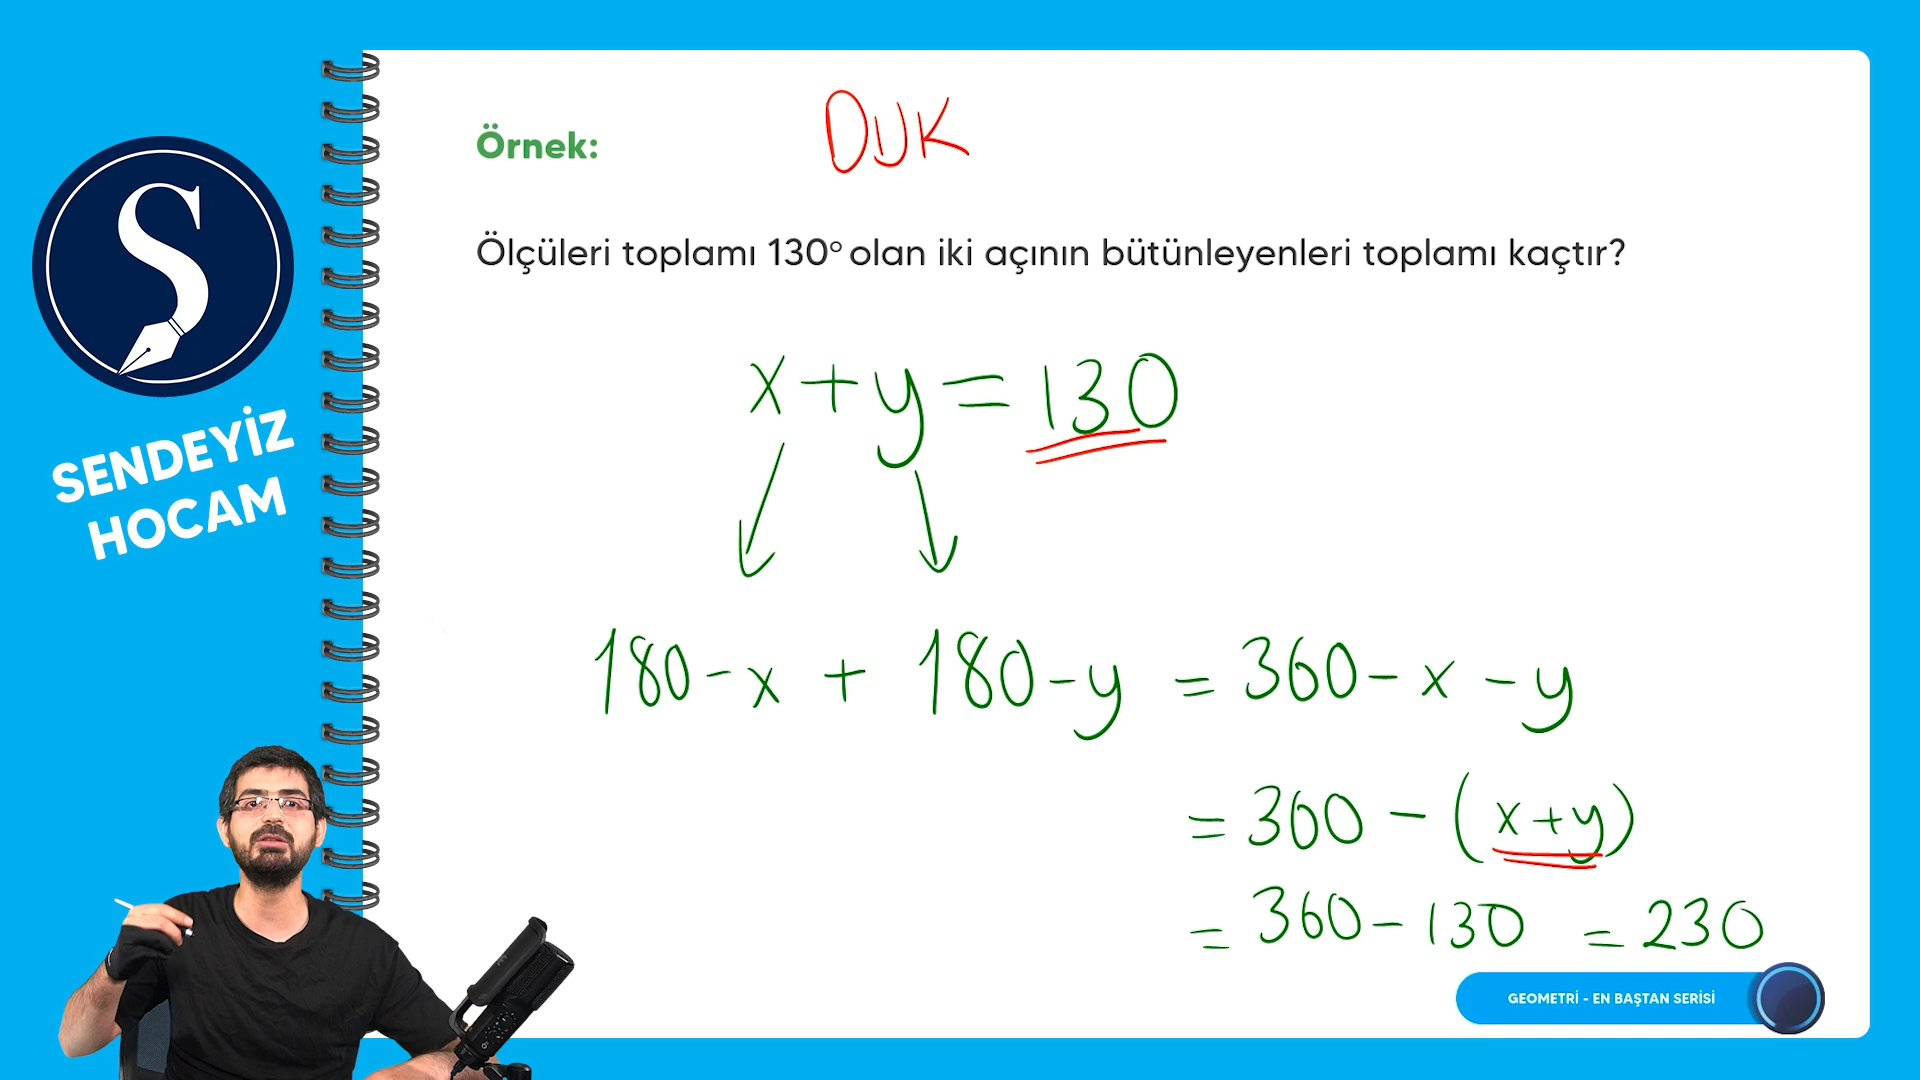 S
SENDEYİZ
HOCAM
Örnek:
DUK
Ölçüleri toplamı 130° olan iki açının bütünleyenleri toplamı kaçtır?
x+y=130
180-x + 180-y = 360-x-y
= 360-(x+y)
= 360-130 = 230
GEOMETRİ - EN BAŞTAN SERİSİ